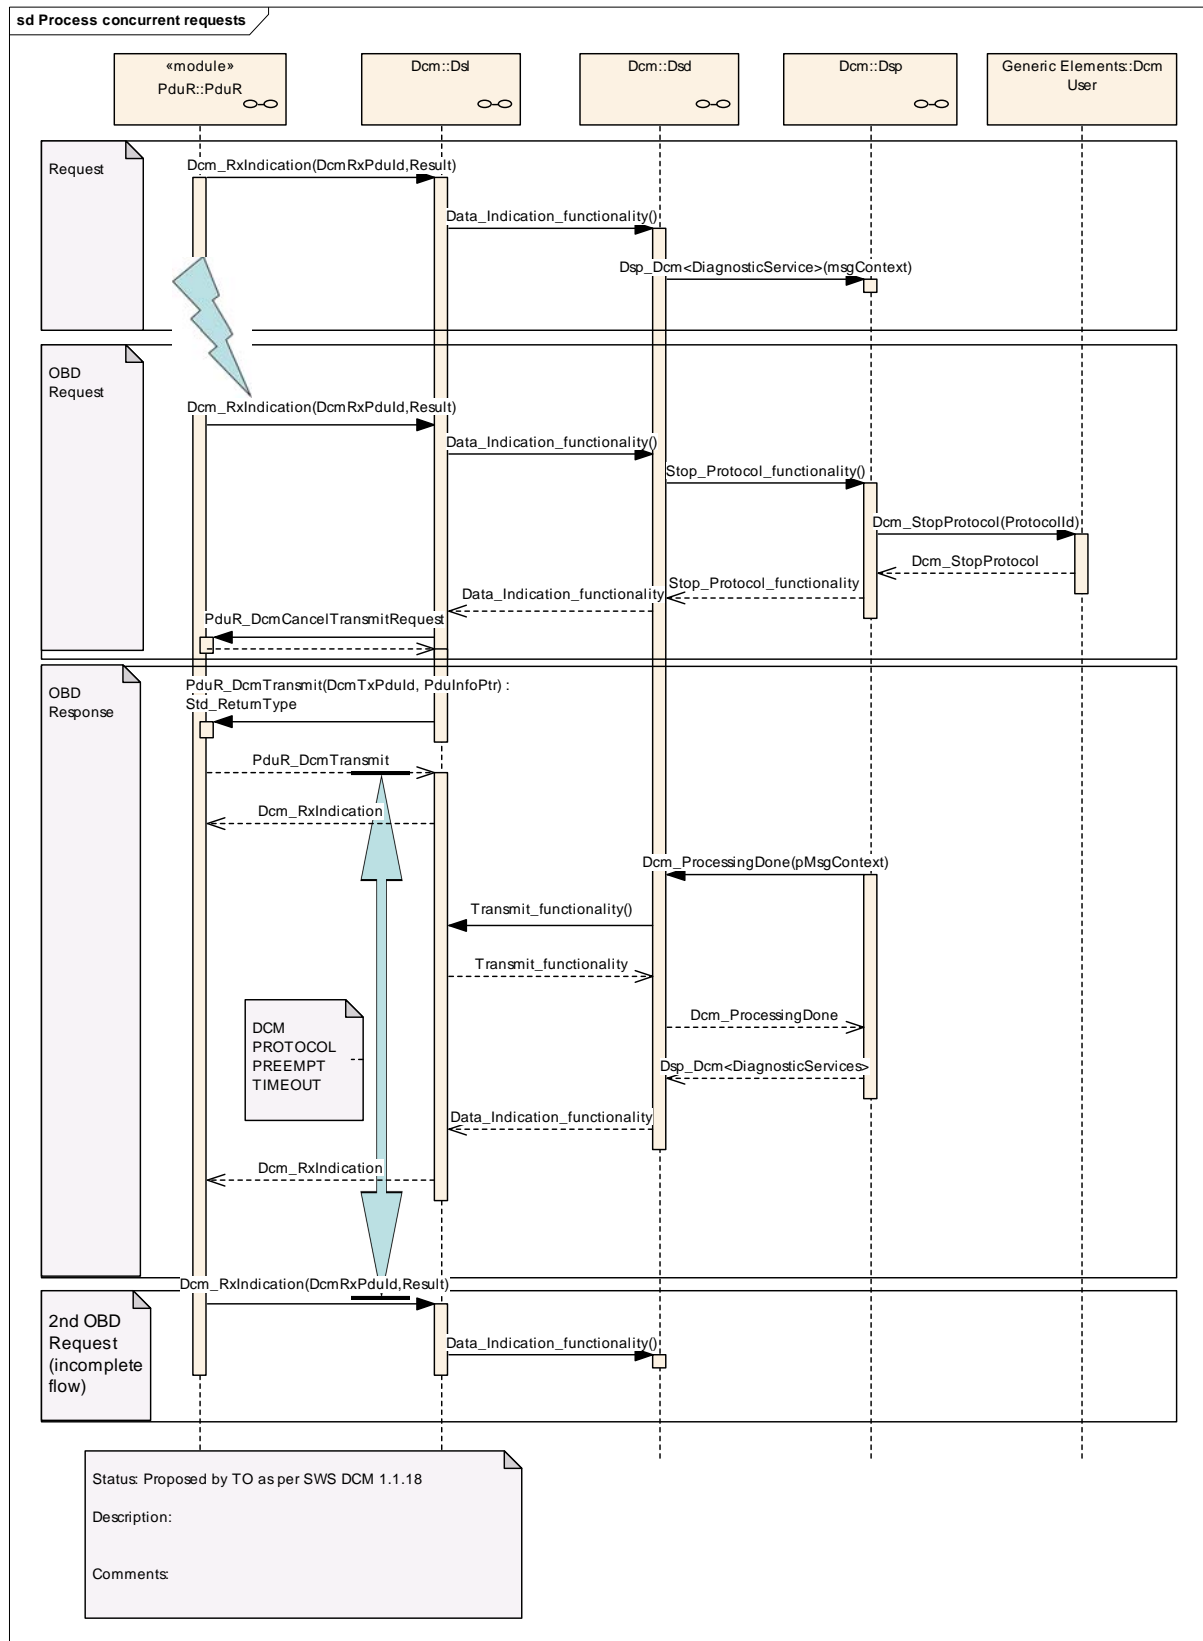 sd Process concurrent requests
«module»
PduR::PduR
Dcm::Dsl
Dcm::Dsd
Dcm::Dsp
Generic Elements::Dcm
User
Request
Dcm_RxIndication(DcmRxPduId,Result)
Data_Indication_functionality()
Dsp_Dcm<DiagnosticService>(msgContext)
OBD
Request
Dcm_RxIndication(DcmRxPduId,Result)
Data_Indication_functionality()
Stop_Protocol_functionality()
Dcm_StopProtocol(ProtocolId)
Dcm_StopProtocol
Stop_Protocol_functionality
Data_Indication_functionality
PduR_DcmCancelTransmitRequest
OBD
Response
PduR_DcmTransmit(DcmTxPduId, PduInfoPtr) :
Std_ReturnType
PduR_DcmTransmit
Dcm_RxIndication
Dcm_ProcessingDone(pMsgContext)
Transmit_functionality()
Transmit_functionality
DCM
PROTOCOL
PREEMPT
TIMEOUT
Dcm_ProcessingDone
Dsp_Dcm<DiagnosticServices>
Data_Indication_functionality
Dcm_RxIndication
Dcm_RxIndication(DcmRxPduId,Result)
2nd OBD
Request
(incomplete
flow)
Data_Indication_functionality()
Status: Proposed by TO as per SWS DCM 1.1.18
Description:
Comments: